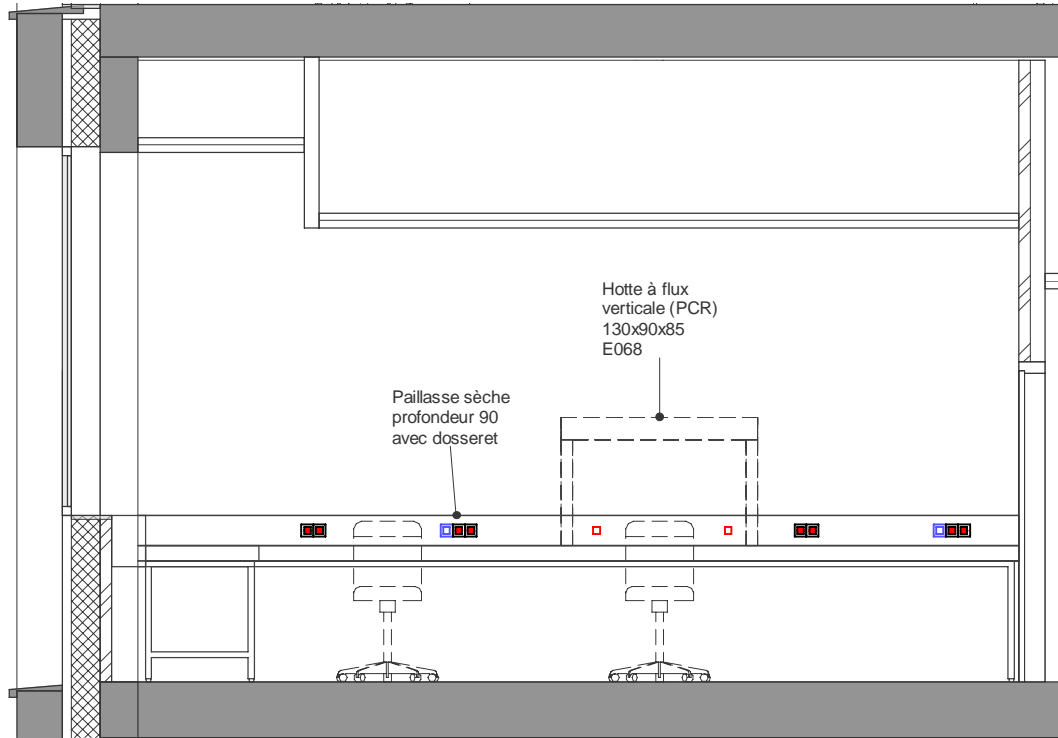 Hotte à flux
verticale (PCR)
130x90x85
E068
Paillasse sèche
profondeur 90
avec dosseret